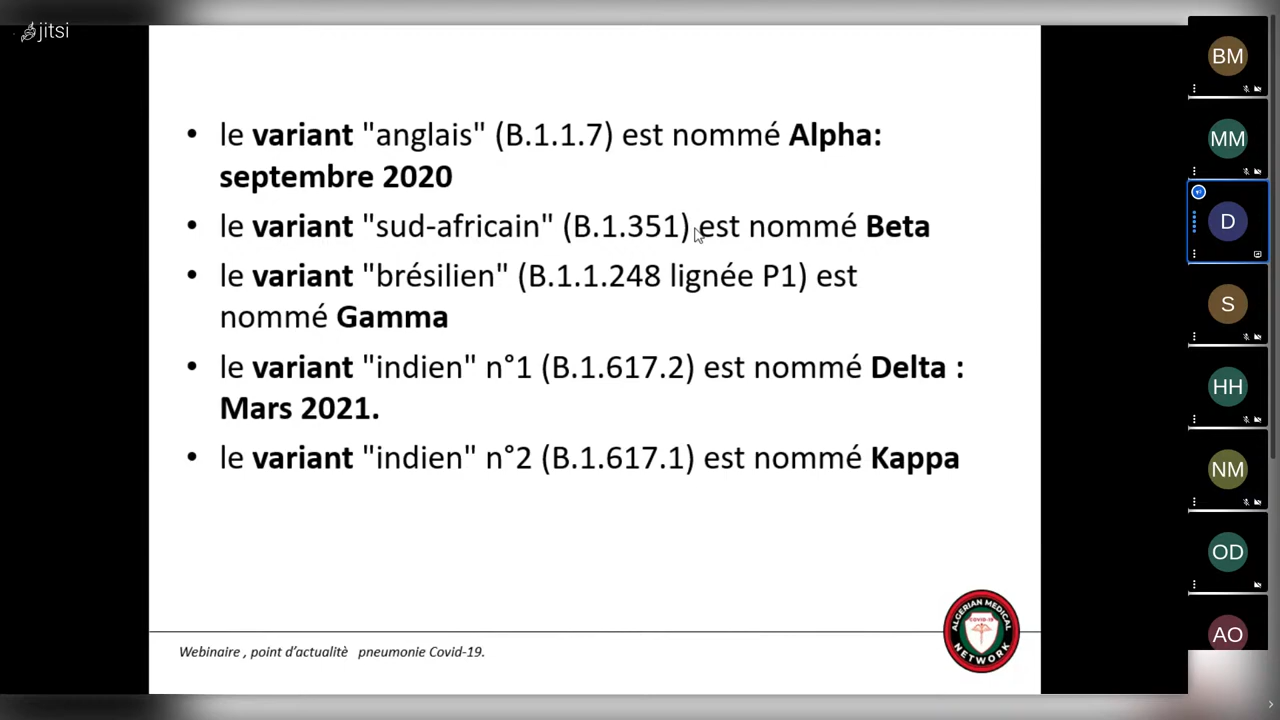 jitsi
• le variant "anglais" (B.1.1.7) est nommé Alpha:
septembre 2020
• le variant "sud-africain" (B.1.351) est nommé Beta
• le variant "brésilien" (B.1.1.248 lignée P1) est
nommé Gamma
• le variant "indien" n°1 (B.1.617.2) est nommé Delta :
Mars 2021.
• le variant "indien" n°2 (B.1.617.1) est nommé Kappa
Webinaire , point d’actualitè pneumonie Covid-19.
ALGERIAN MEDICAL
COVID-19
NETWORK
BM
MM
D
S
HH
NM
OD
AO